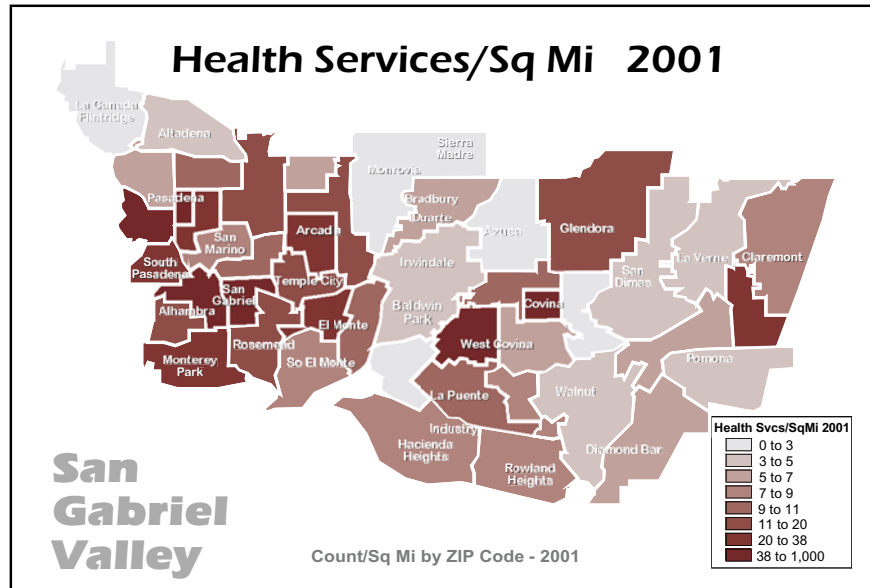 Health Services/Sq Mi 2001
La Canada
Flintridge
Altadena
Sierra
Madre
Monrovia
Pasadena
Bradbury
Duarte
Arcadia
Azusa
Glendora
San
Marino
La Verne
Claremont
South
Pasadena
Irwindale
San
Dimas
Temple City
San
Gabriel
Alhambra
Baldwin
Park
Covina
El Monte
Rosemead
West Covina
Monterey
Park
So El Monte
Pomona
La Puente
Walnut
Industry
Hacienda
Heights
Diamond Bar
Rowland
Heights
Health Svcs/SqMi 2001
0 to 3
3 to 5
5 to 7
7 to 9
9 to 11
11 to 20
20 to 38
38 to 1,000
San
Gabriel
Valley
Count/Sq Mi by ZIP Code - 2001